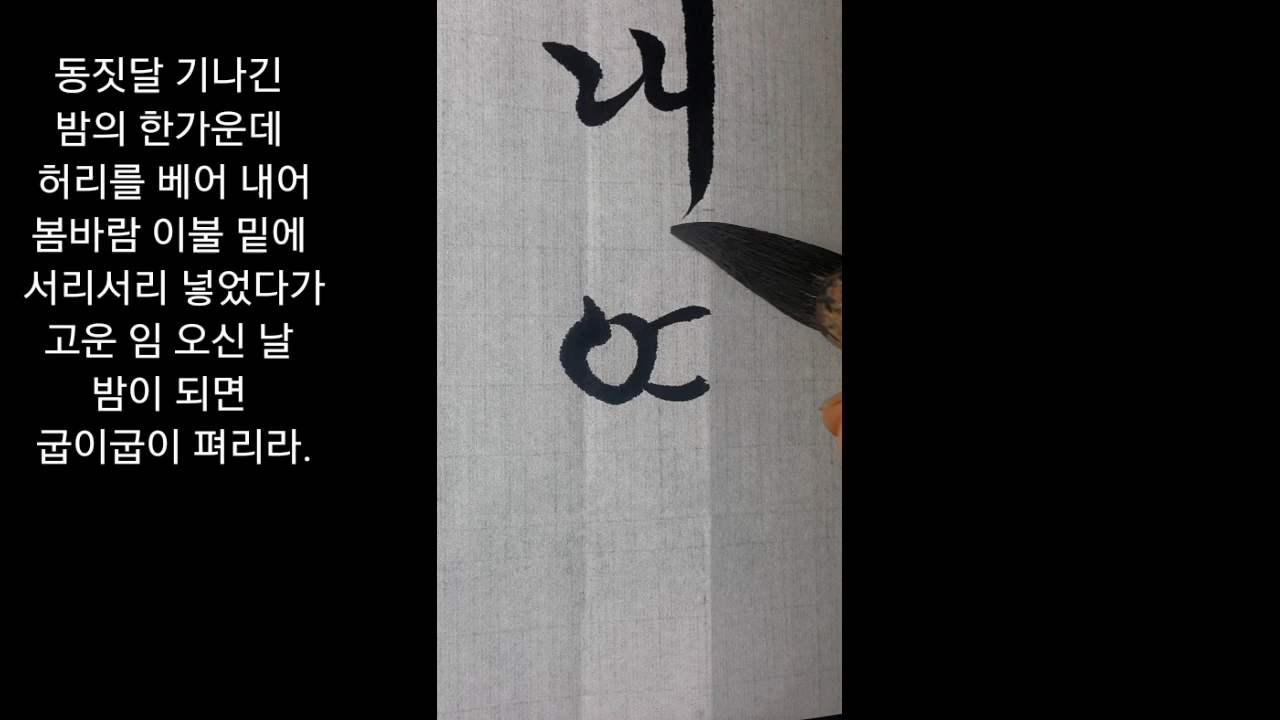 동짓달 기나긴
밤의 한가운데
허리를 베어 내어
봄바람 이불 밑에
서리서리 넣었다가
고운 임 오신 날
밤이 되면
굽이굽이 펴리라.
내